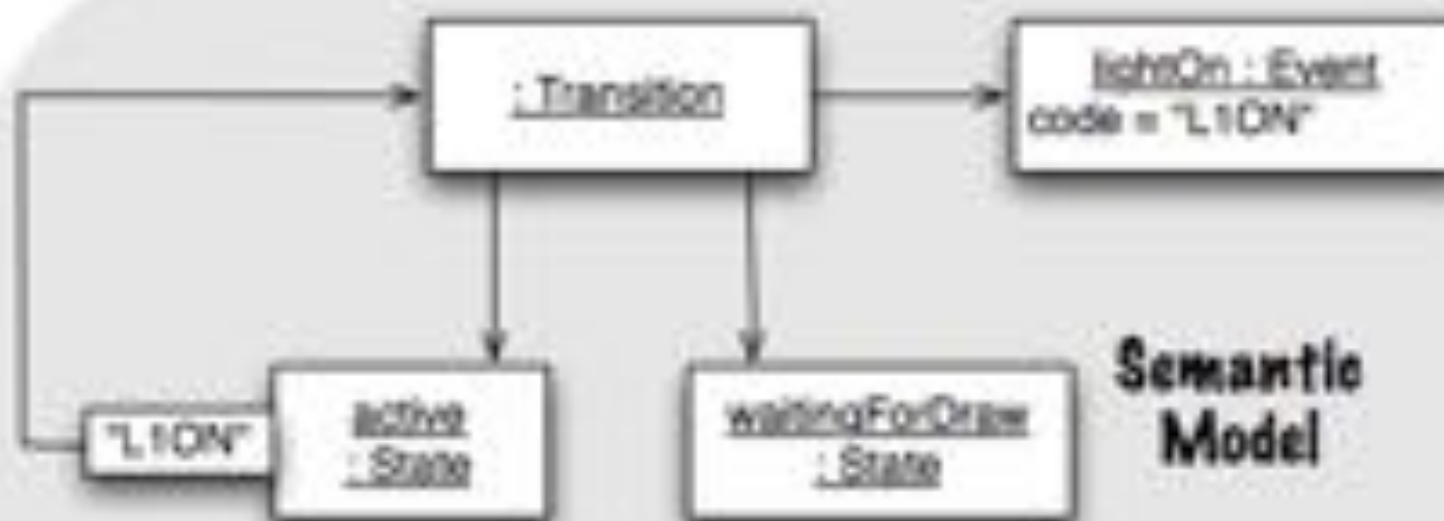 : Transition
lightOn : Event
code = "L1ON"
"L1ON"
active
: State
waitingForDraw
: State
Semantic
Model